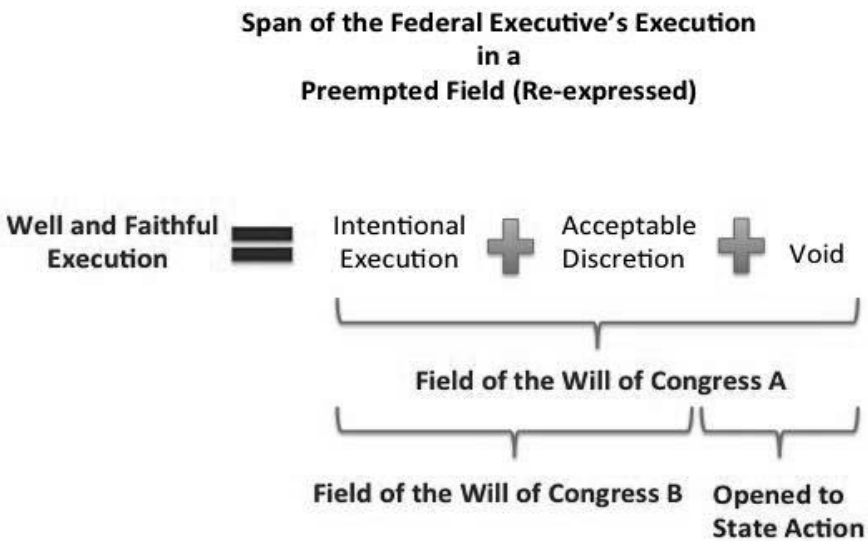 Span of the Federal Executive's Execution
in a
Preempted Field (Re-expressed)
Well and Faithful
Execution
Intentional
Execution
Acceptable
Discretion
Void
Field of the Will of Congress A
Field of the Will of Congress B
Opened to
State Action